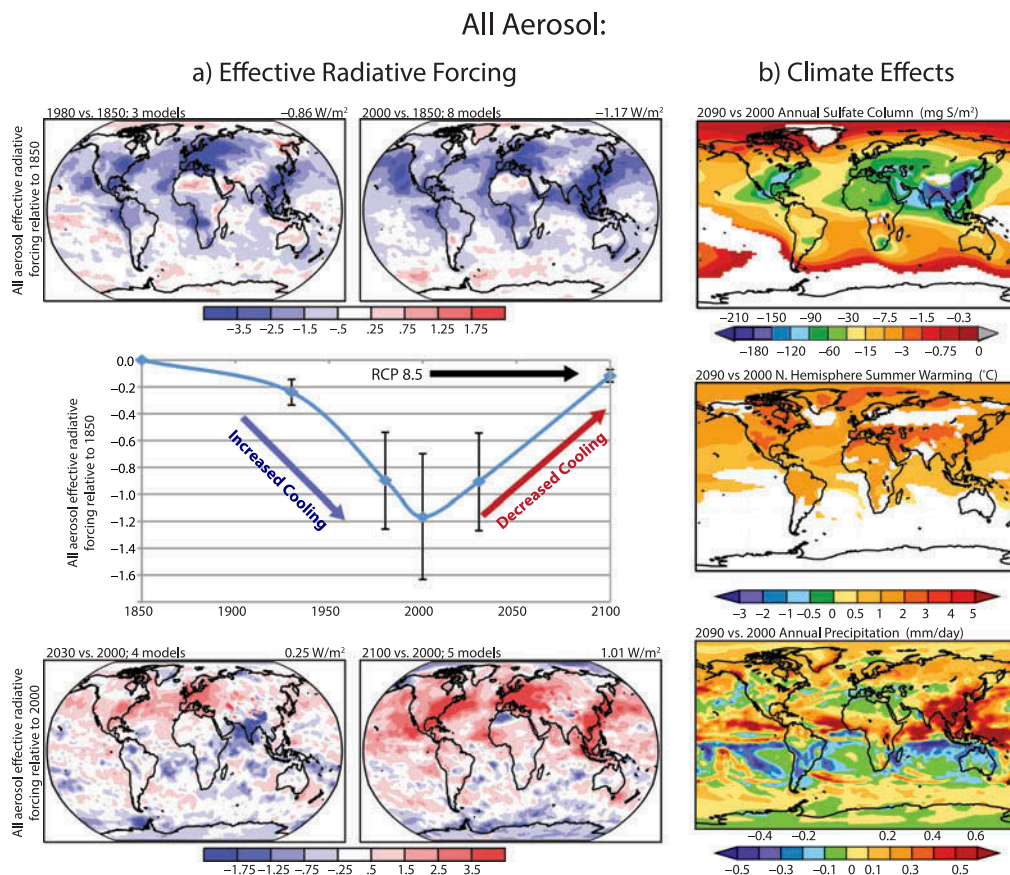 All Aerosol:
a) Effective Radiative Forcing
b) Climate Effects
1980 vs. 1850; 3 models −0.86 W/m²
2000 vs. 1850; 8 models −1.17 W/m²
2090 vs 2000 Annual Sulfate Column (mg S/m²)
All aerosol effective radiative
forcing relative to 1850
−3.5 −2.5 −1.5 −.5 .25 .75 1.25 1.75
−210 −150 −90 −30 −7.5 −1.5 −0.3
−180 −120 −60 −15 −3 −0.75 0
All aerosol effective radiative
forcing relative to 1850
0.0
−0.2
−0.4
−0.6
−0.8
−1.0
−1.2
−1.4
−1.6
1850 1900 1950 2000 2050 2100
RCP 8.5
Increased Cooling
Decreased Cooling
2090 vs 2000 N. Hemisphere Summer Warming (°C)
−3 −2 −1 −0.5 0 0.5 1 2 3 4 5
2030 vs. 2000; 4 models 0.25 W/m²
2100 vs. 2000; 5 models 1.01 W/m²
2090 vs. 2000 Annual Precipitation (mm/day)
All aerosol effective radiative
forcing relative to 2000
−1.75 −1.25 −.75 −.25 .5 1.5 2.5 3.5
−0.4 −0.2 0.2 0.4 0.6
−0.5 −0.3 −0.1 0 0.1 0.3 0.5